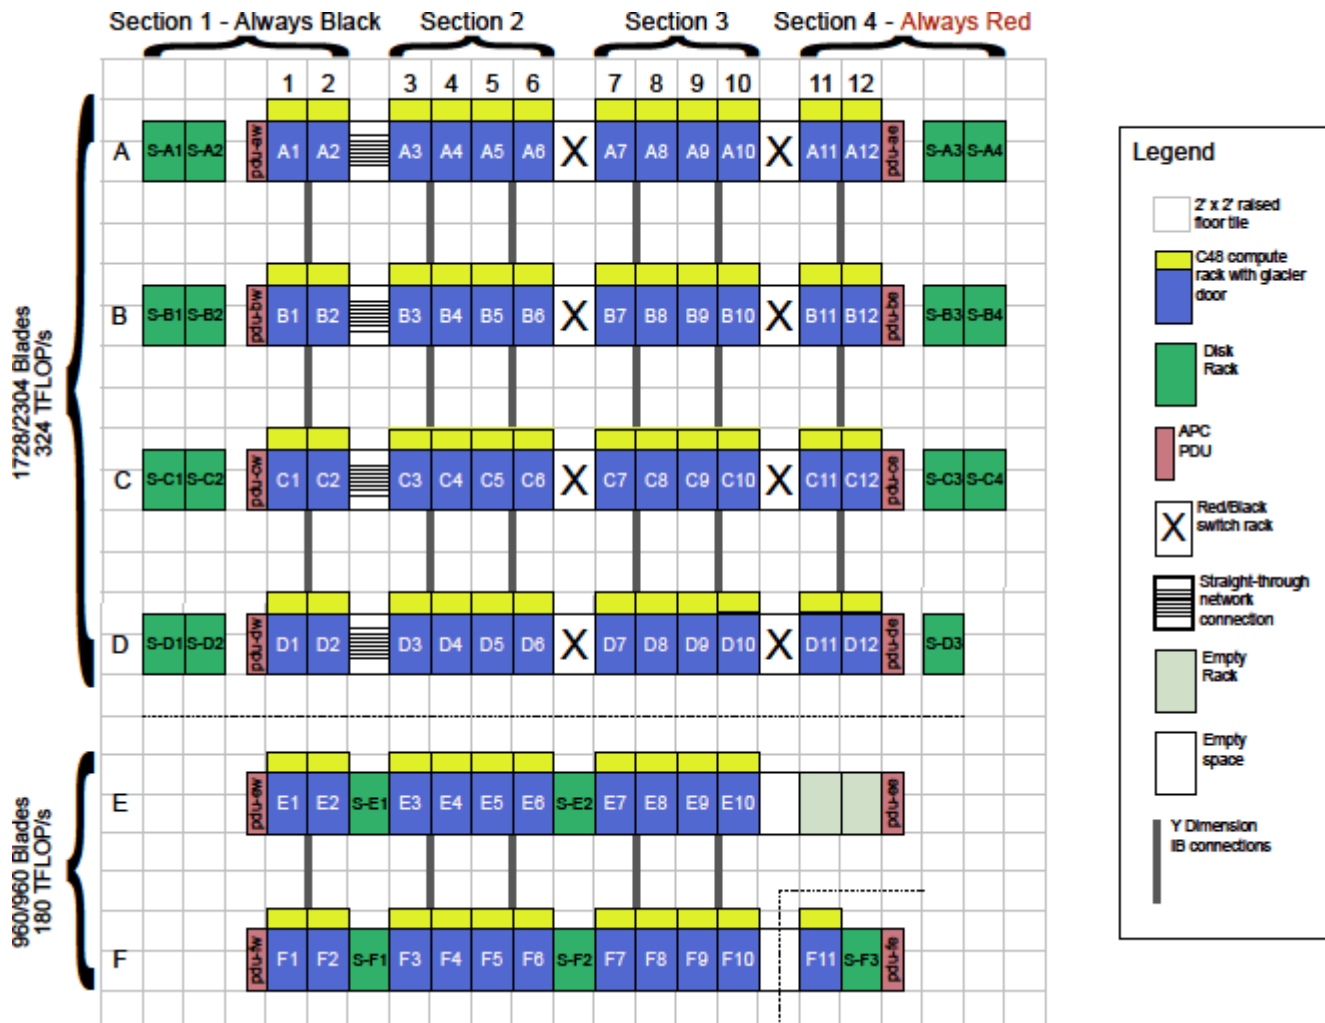 Section 1 - Always Black Section 2 Section 3 Section 4 - Always Red
1 2 3 4 5 6 7 8 9 10 11 12
A S-A1 S-A2 pdu-aw A1 A2 A3 A4 A5 A6 X A7 A8 A9 A10 X A11 A12 pdu-ae S-A3 S-A4
B S-B1 S-B2 pdu-bw B1 B2 B3 B4 B5 B6 X B7 B8 B9 B10 X B11 B12 pdu-be S-B3 S-B4
1728/2304 Blades
324 TFLOP/s
C S-C1 S-C2 pdu-cw C1 C2 C3 C4 C5 C6 X C7 C8 C9 C10 X C11 C12 pdu-ce S-C3 S-C4
D S-D1 S-D2 pdu-dw D1 D2 D3 D4 D5 D6 X D7 D8 D9 D10 X D11 D12 pdu-de S-D3
960/960 Blades
180 TFLOP/s
E pdu-ew E1 E2 S-E1 E3 E4 E5 E6 S-E2 E7 E8 E9 E10 pdu-ee
F pdu-fw F1 F2 S-F1 F3 F4 F5 F6 S-F2 F7 F8 F9 F10 F11 S-F3 pdu-fe
Legend
2' x 2' raised
floor tile
C48 compute
rack with glacier
door
Disk
Rack
APC
PDU
X
Red/Black
switch rack
Straight-through
network
connection
Empty
Rack
Empty
space
Y Dimension
IB connections